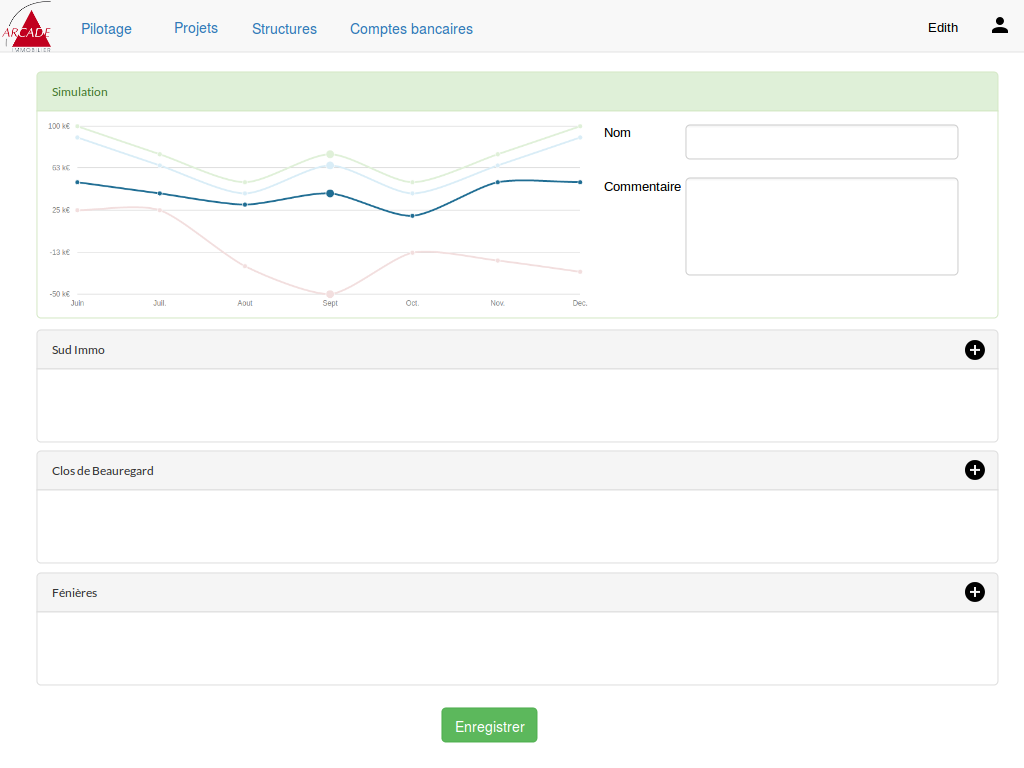 ARCADE
IMMOBILIER
Pilotage
Projets
Structures
Comptes bancaires
Edith
Simulation
100 k€
63 k€
25 k€
-13 k€
-50 k€
Juin
Juil.
Aout
Sept
Oct.
Nov.
Dec.
Nom
Commentaire
Sud Immo
Clos de Beauregard
Fénières
Enregistrer